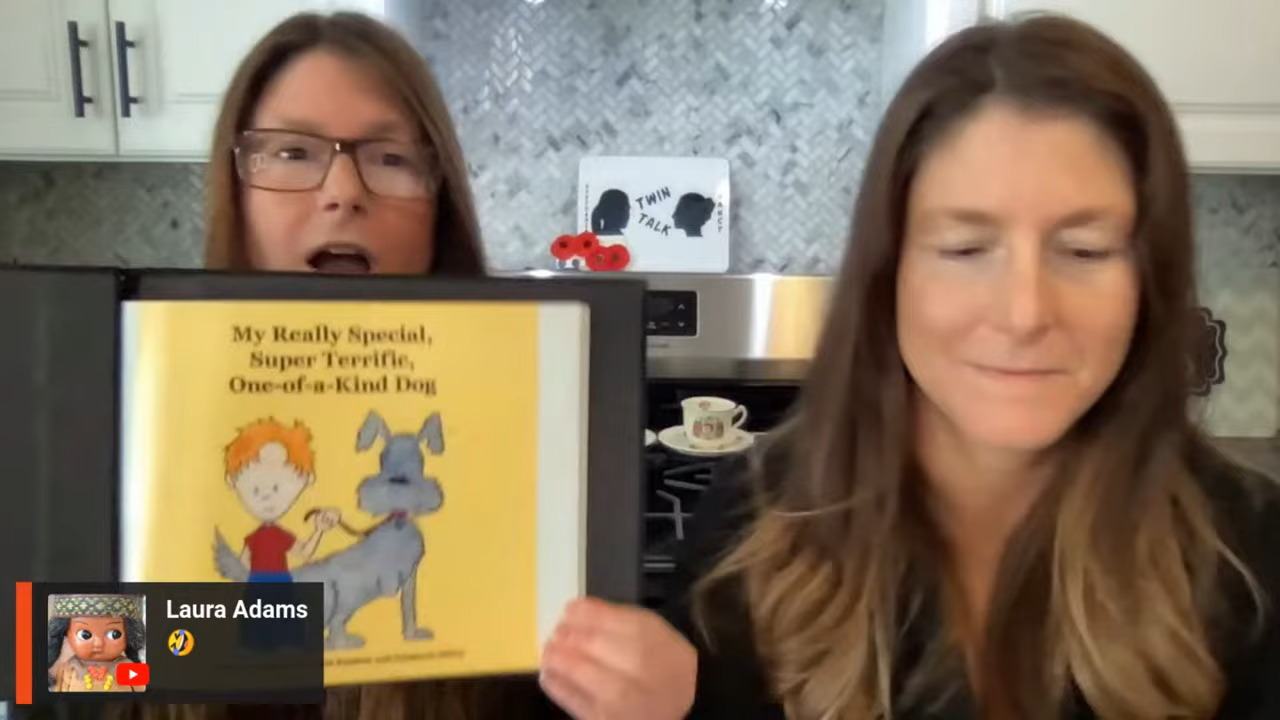 TWIN
TALK
My Really Special,
Super Terrific,
One-of-a-Kind Dog
Laura Adams